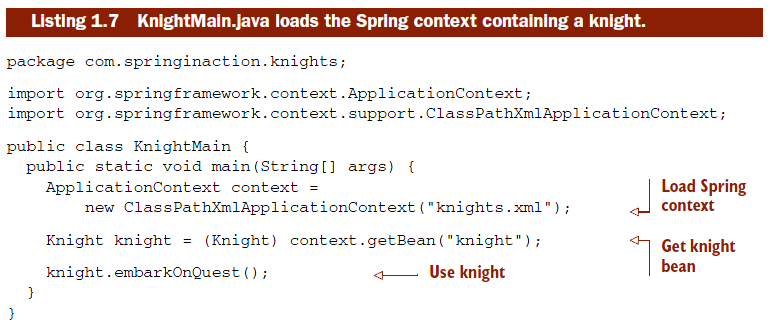 Listing 1.7 KnightMain.java loads the Spring context containing a knight.
package com.springinaction.knights;
import org.springframework.context.ApplicationContext;
import org.springframework.context.support.ClassPathXmlApplicationContext;
public class KnightMain {
public static void main(String[] args) {
ApplicationContext context =
new ClassPathXmlApplicationContext("knights.xml");
Load Spring
context
Knight knight = (Knight) context.getBean("knight");
Get knight
bean
knight.embarkOnQuest();
Use knight
}
}